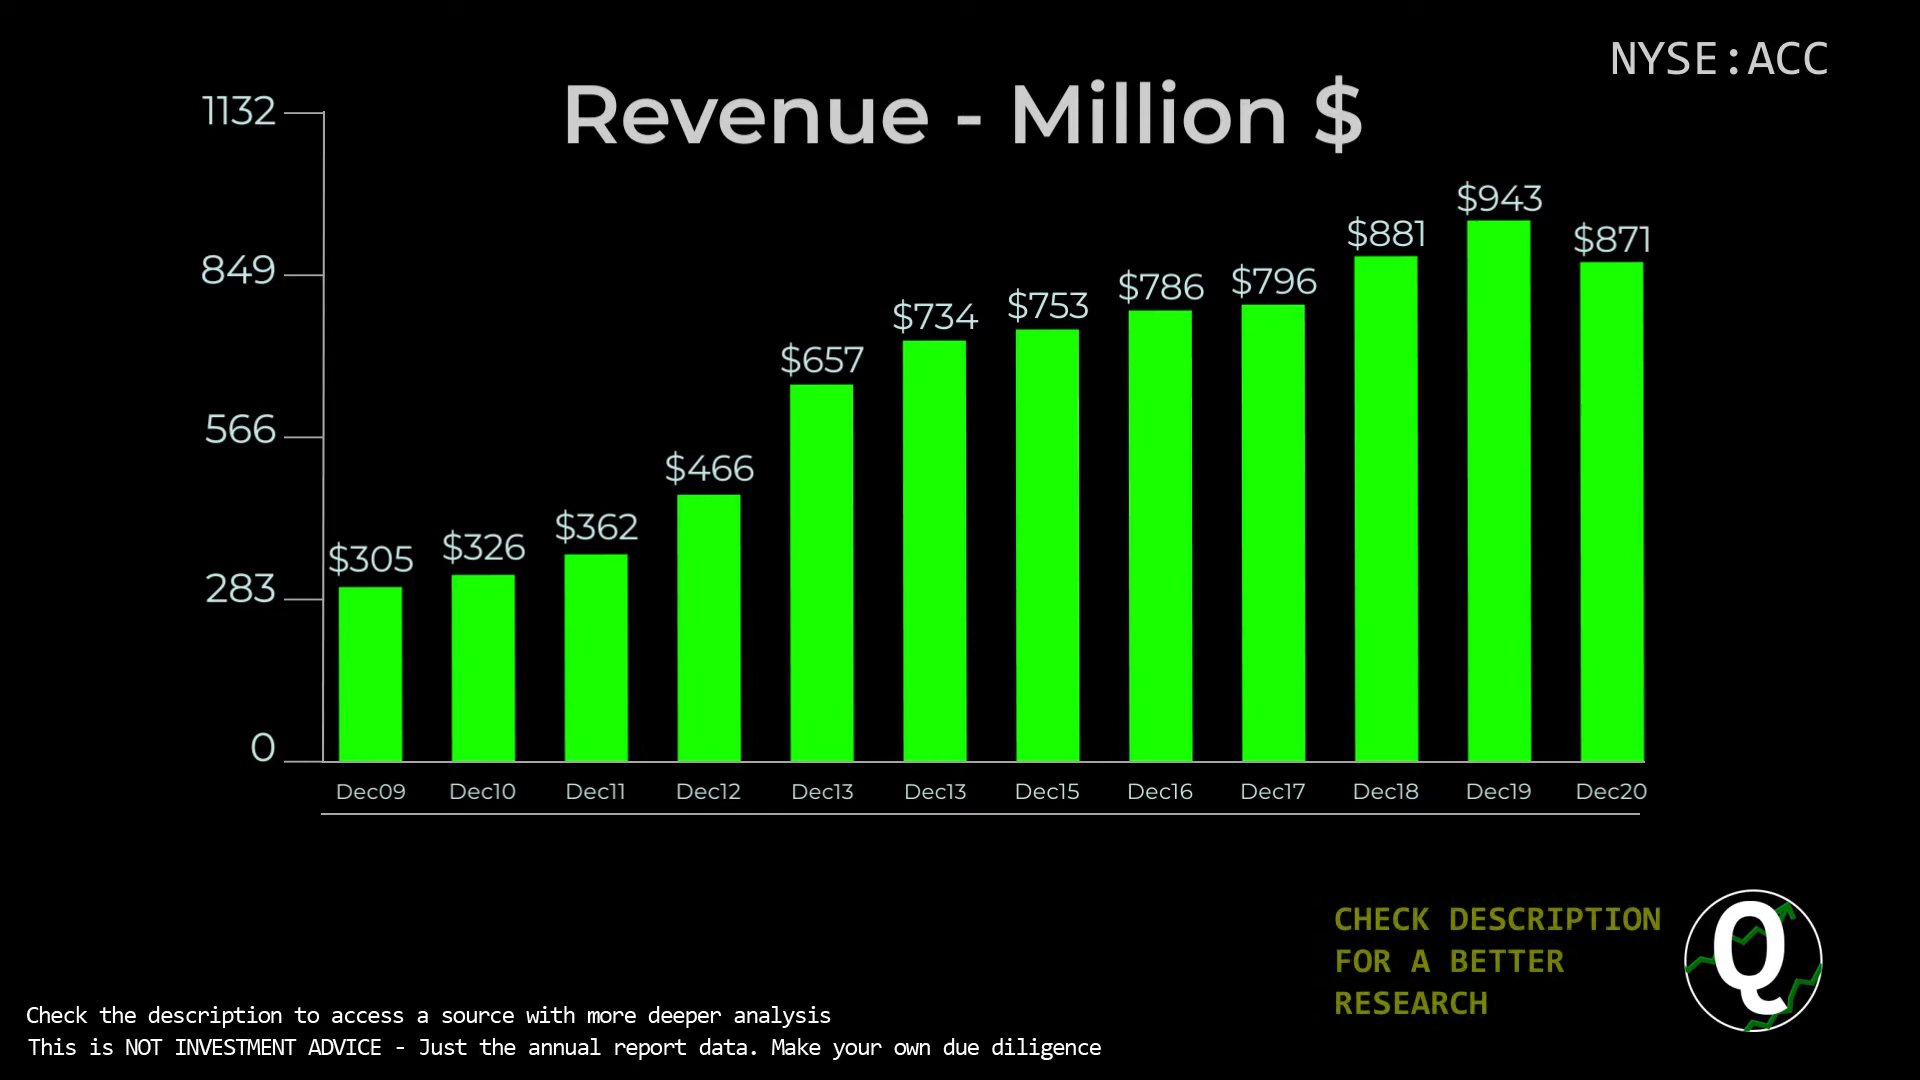 NYSE:ACC
Revenue - Million $
1132
849
566
283
0
$305
$326
$362
$466
$657
$734
$753
$786
$796
$881
$943
$871
Dec09 Dec10 Dec11 Dec12 Dec13 Dec13 Dec15 Dec16 Dec17 Dec18 Dec19 Dec20
CHECK DESCRIPTION
FOR A BETTER
RESEARCH
Q
Check the description to access a source with more deeper analysis
This is NOT INVESTMENT ADVICE - Just the annual report data. Make your own due diligence